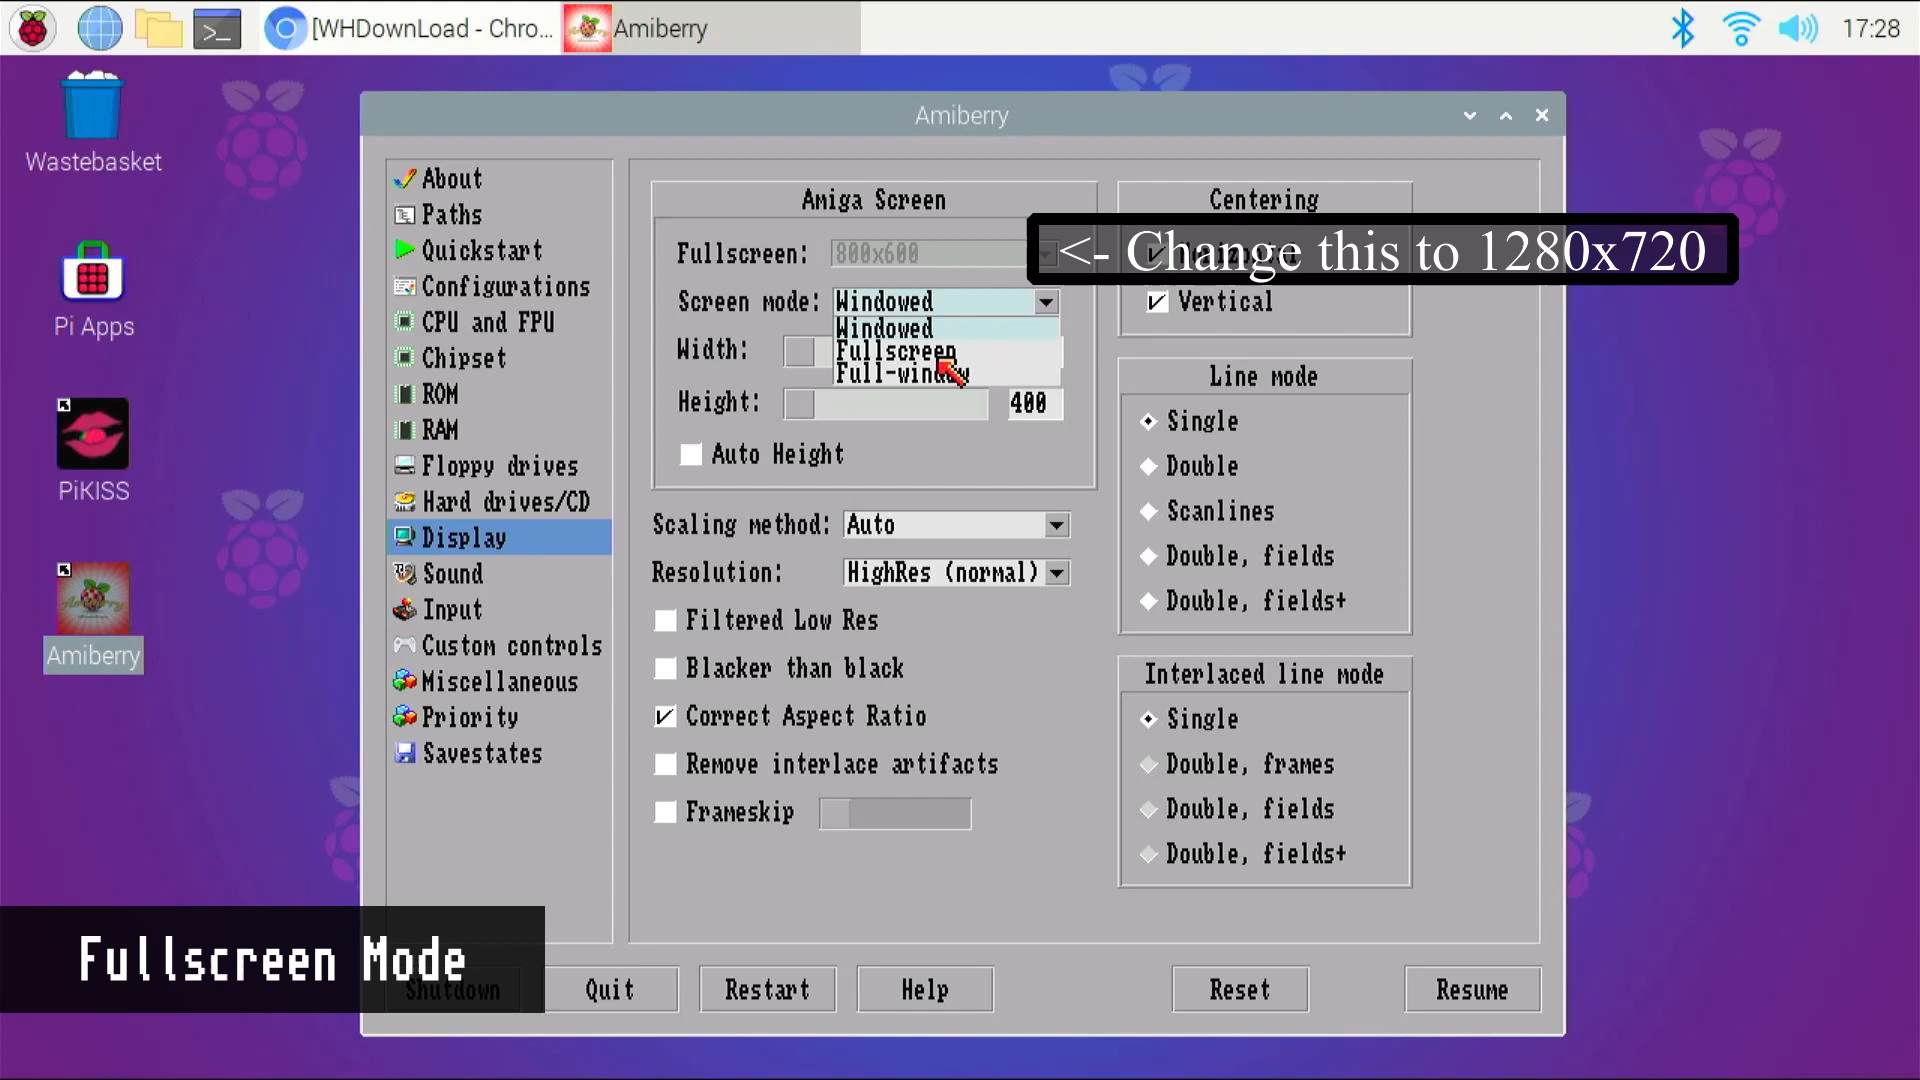 [WHDownLoad - Chro...
Amiberry
17:28
Wastebasket
Pi Apps
PiKISS
Amiberry
Amiberry
About
Paths
Quickstart
Configurations
CPU and FPU
Chipset
ROM
RAM
Floppy drives
Hard drives/CD
Display
Sound
Input
Custom controls
Miscellaneous
Priority
Savestates
Amiga Screen
Fullscreen: 800x600
Screen mode: Windowed
Windowed
Fullscreen
Full-window
Width:
Height: 400
Auto Height
Scaling method: Auto
Resolution: HighRes (normal)
Filtered Low Res
Blacker than black
Correct Aspect Ratio
Remove interlace artifacts
Frameskip
Centering
<- Change this to 1280x720
Horizontal
Vertical
Line mode
Single
Double
Scanlines
Double, fields
Double, fields+
Interlaced line mode
Single
Double, frames
Double, fields
Double, fields+
Fullscreen Mode
Shutdown
Quit
Restart
Help
Reset
Resume